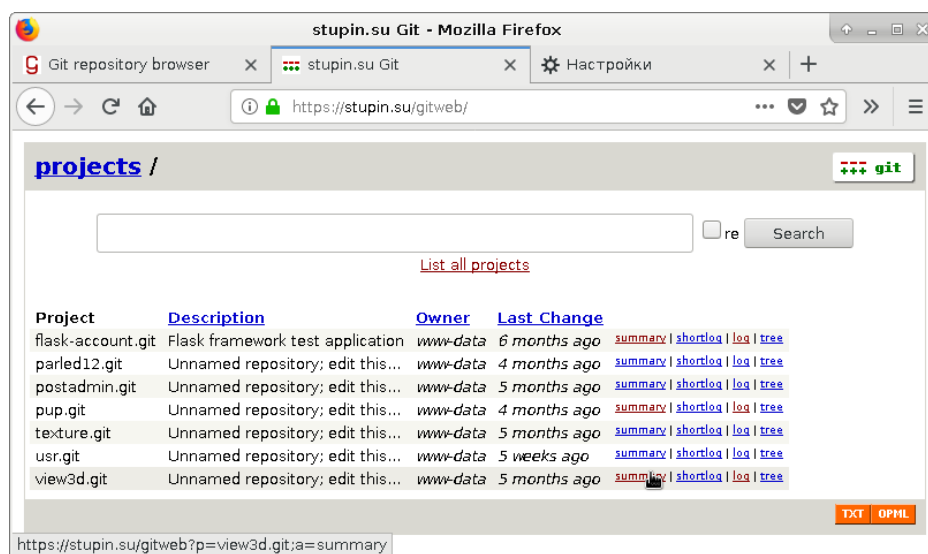 stupin.su Git - Mozilla Firefox
Git repository browser
stupin.su Git
Настройки
https://stupin.su/gitweb/
projects /
git
re
Search
List all projects
Project Description Owner Last Change
flask-account.git Flask framework test application www-data 6 months ago summary | shortlog | log | tree
parled12.git Unnamed repository; edit this... www-data 4 months ago summary | shortlog | log | tree
postadmin.git Unnamed repository; edit this... www-data 5 months ago summary | shortlog | log | tree
pup.git Unnamed repository; edit this... www-data 4 months ago summary | shortlog | log | tree
texture.git Unnamed repository; edit this... www-data 5 months ago summary | shortlog | log | tree
usr.git Unnamed repository; edit this... www-data 5 weeks ago summary | shortlog | log | tree
view3d.git Unnamed repository; edit this... www-data 5 months ago summary | shortlog | log | tree
TXT OPML
https://stupin.su/gitweb?p=view3d.git;a=summary